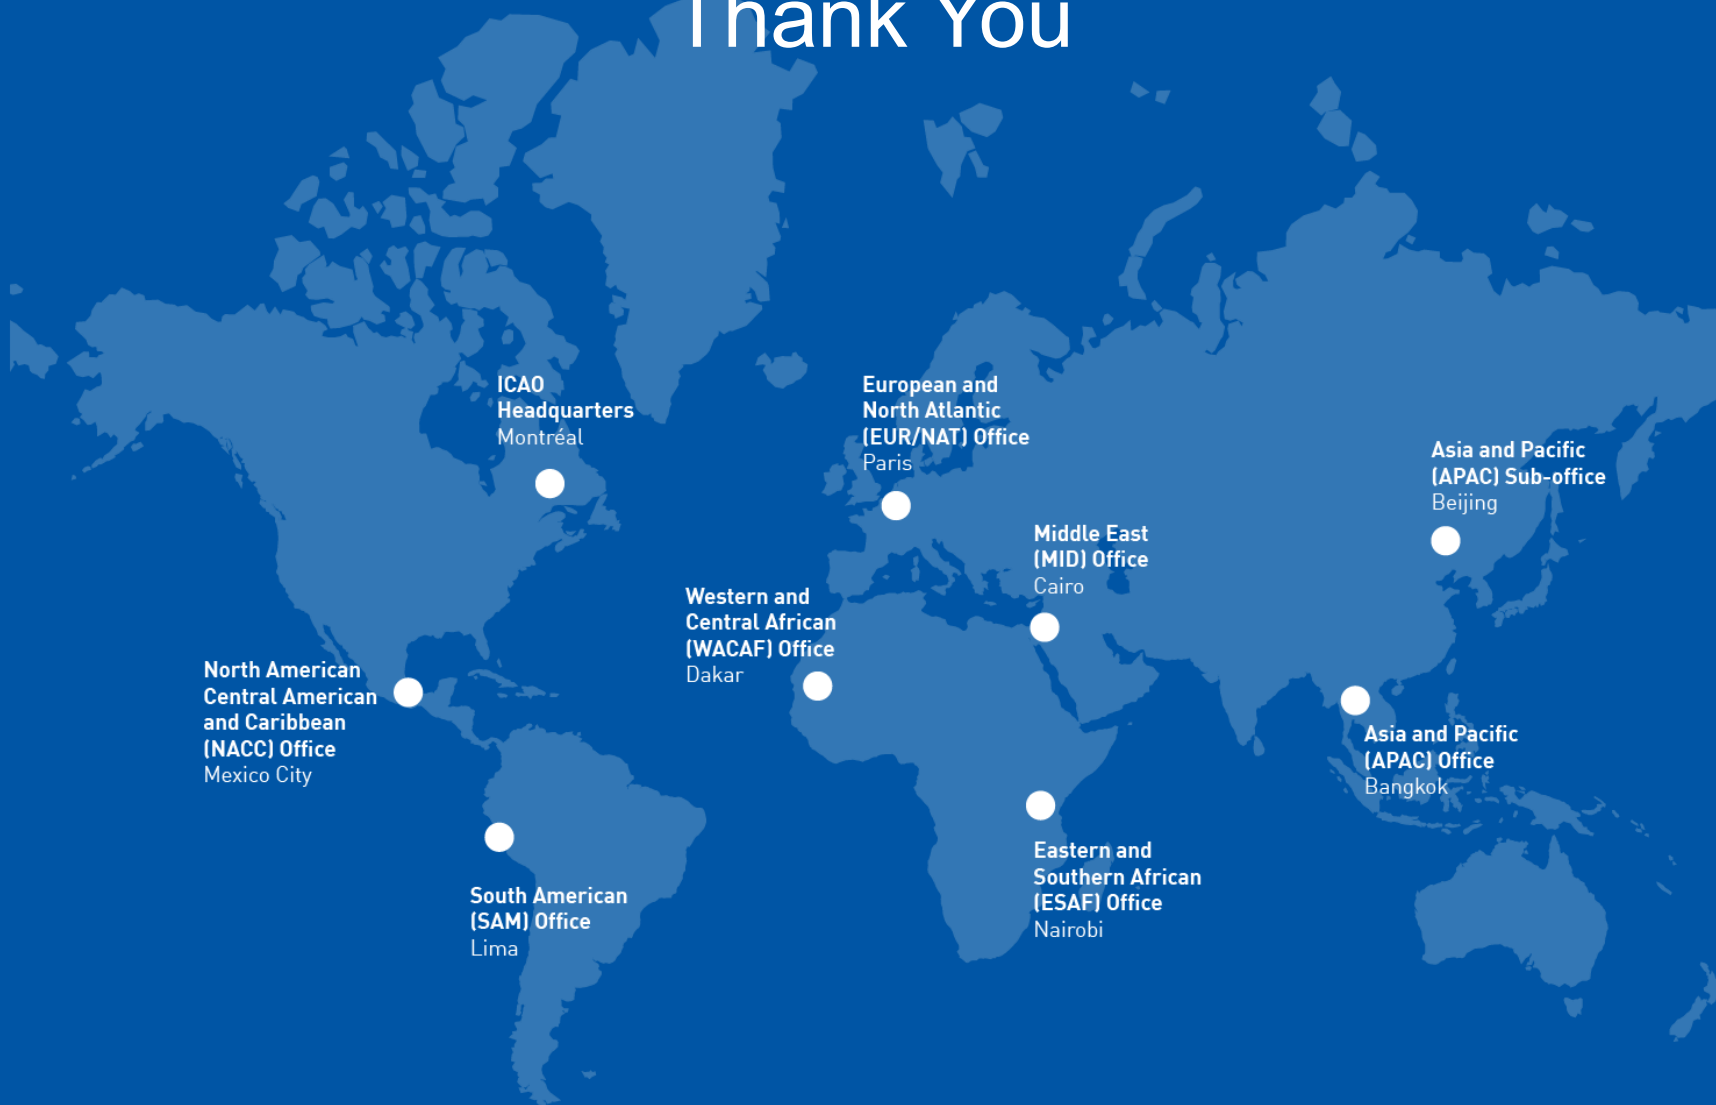 Thank You
ICAO
Headquarters
Montréal
European and
North Atlantic
(EUR/NAT) Office
Paris
Asia and Pacific
(APAC) Sub-office
Beijing
Middle East
(MID) Office
Cairo
Western and
Central African
(WACAF) Office
Dakar
North American
Central American
and Caribbean
(NACC) Office
Mexico City
Asia and Pacific
(APAC) Office
Bangkok
South American
(SAM) Office
Lima
Eastern and
Southern African
(ESAF) Office
Nairobi